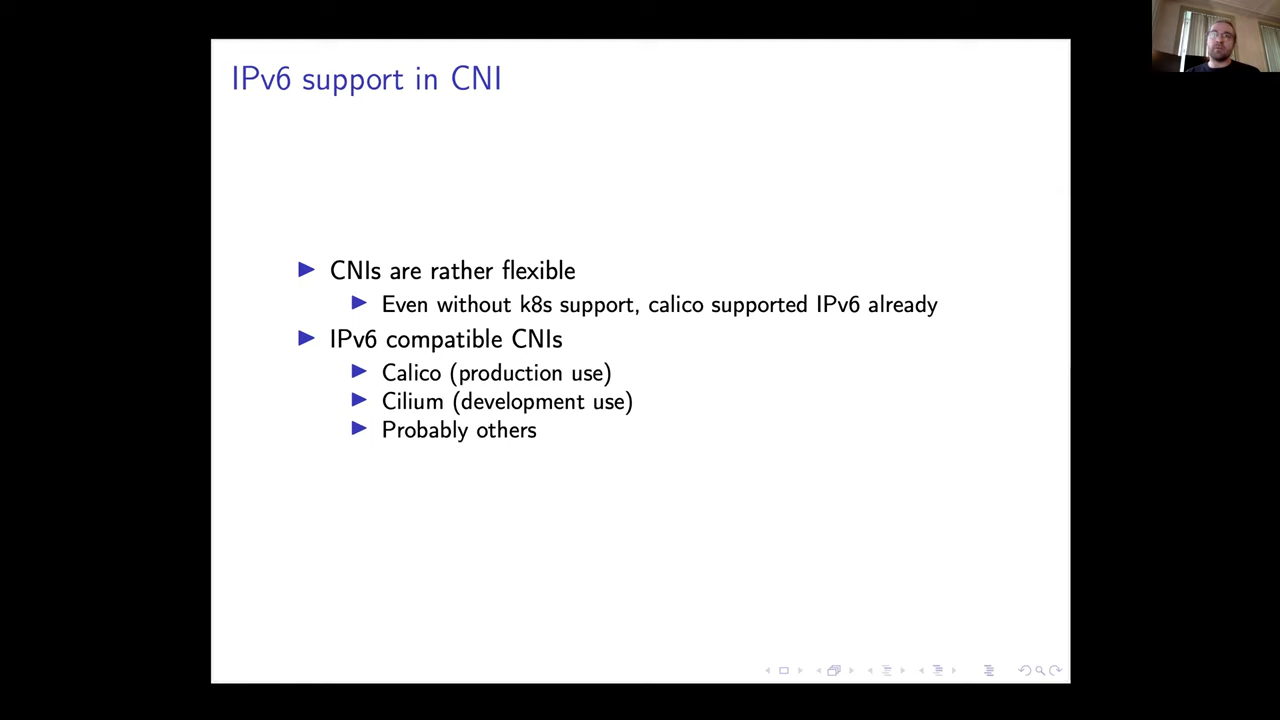 IPv6 support in CNI
CNIs are rather flexible
Even without k8s support, calico supported IPv6 already
IPv6 compatible CNIs
Calico (production use)
Cilium (development use)
Probably others